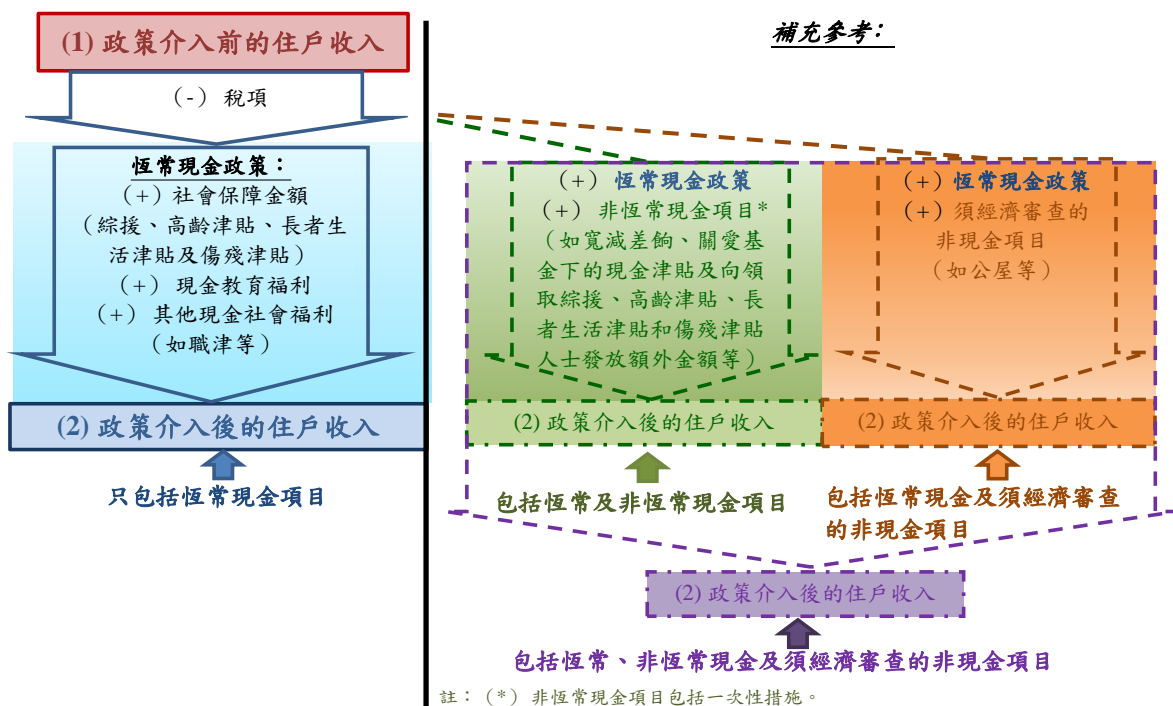 (1) 政策介入前的住戶收入
（-）稅項
恆常現金政策：
（+）社會保障金額
（綜援、高齡津貼、長者生
活津貼及傷殘津貼）
（+）現金教育福利
（+）其他現金社會福利
（如職津等）
(2) 政策介入後的住戶收入
只包括恆常現金項目
補充參考：
（+）恆常現金政策
（+）非恆常現金項目*
（如寬減差餉、關愛基
金下的現金津貼及向領
取綜援、高齡津貼、長
者生活津貼和傷殘津貼
人士發放額外金額等）
(2) 政策介入後的住戶收入
包括恆常及非恆常現金項目
（+）恆常現金政策
（+）須經濟審查的
非現金項目
（如公屋等）
(2) 政策介入後的住戶收入
包括恆常現金及須經濟審查
的非現金項目
(2) 政策介入後的住戶收入
包括恆常、非恆常現金及須經濟審查的非現金項目
註：（*）非恆常現金項目包括一次性措施。